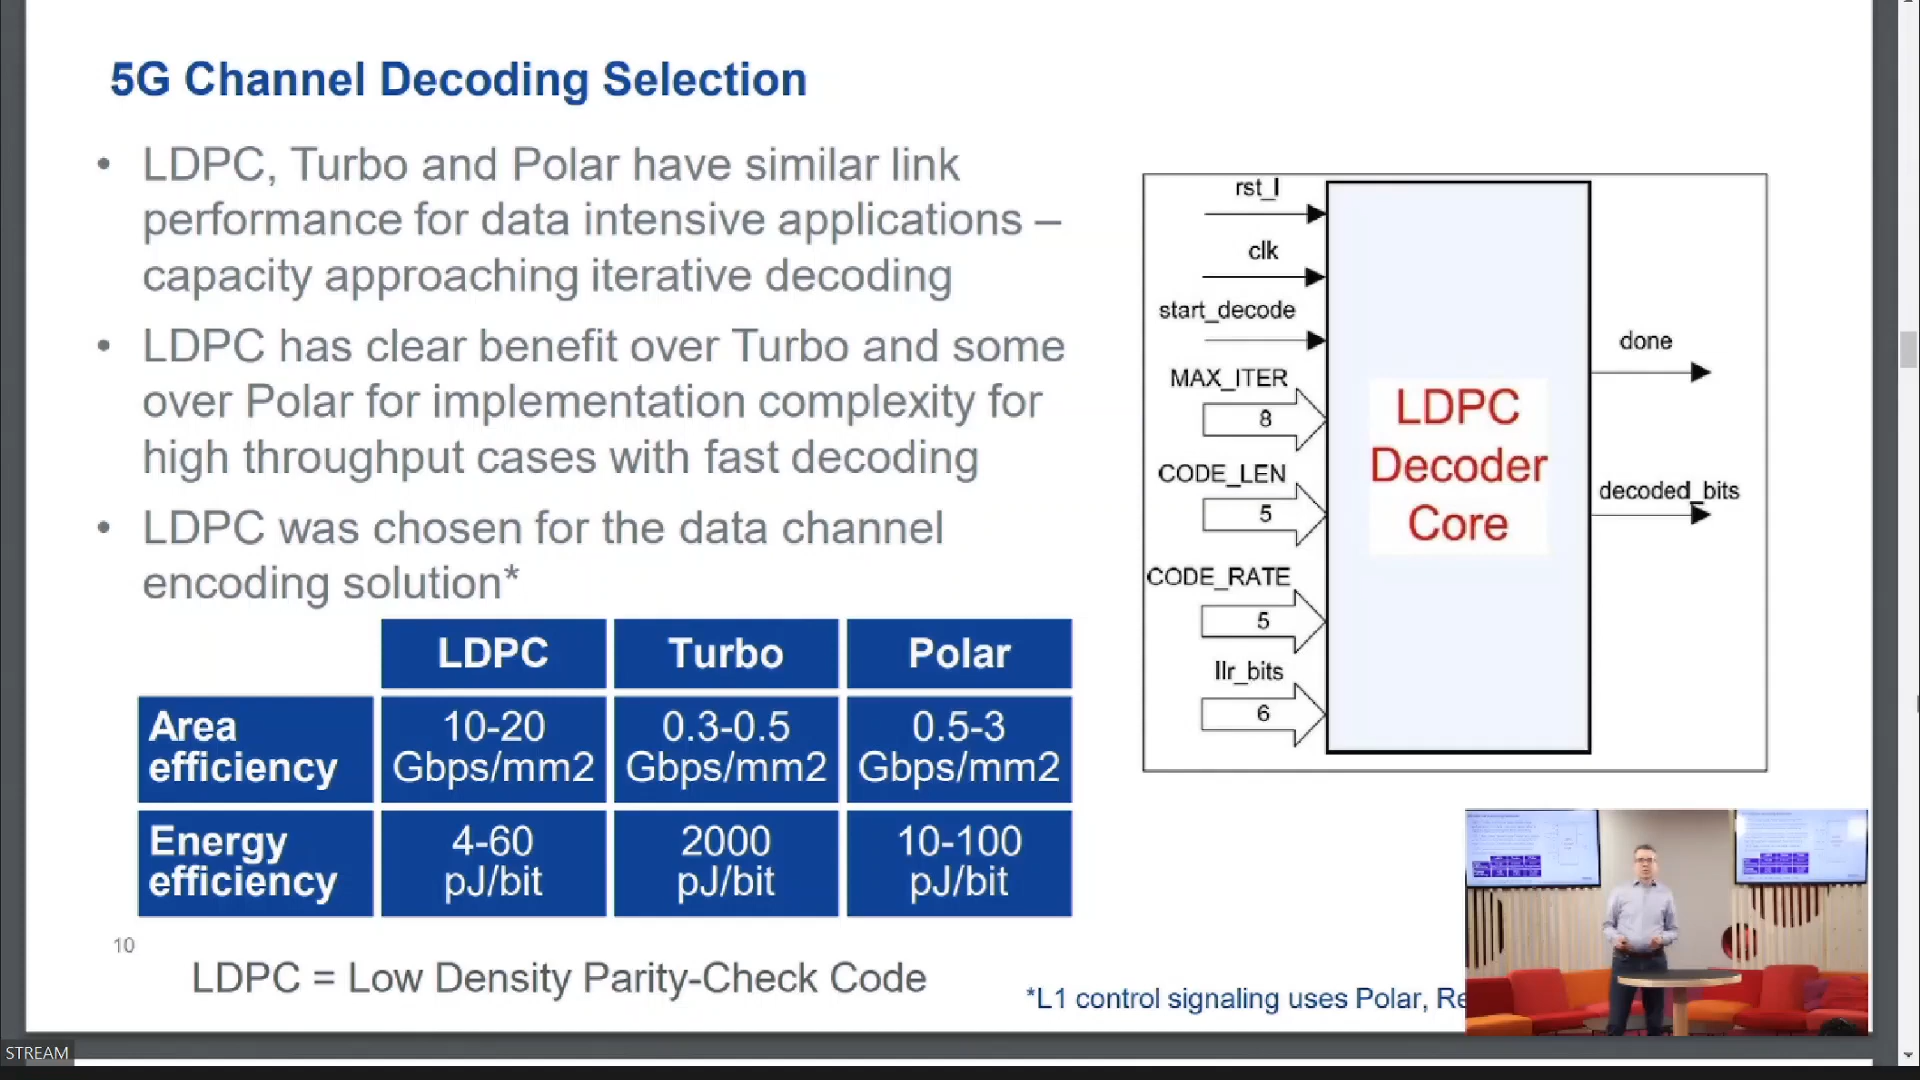 5G Channel Decoding Selection
• LDPC, Turbo and Polar have similar link
performance for data intensive applications –
capacity approaching iterative decoding
• LDPC has clear benefit over Turbo and some
over Polar for implementation complexity for
high throughput cases with fast decoding
• LDPC was chosen for the data channel
encoding solution*
LDPC Turbo Polar
Area efficiency 10-20 Gbps/mm2 0.3-0.5 Gbps/mm2 0.5-3 Gbps/mm2
Energy efficiency 4-60 pJ/bit 2000 pJ/bit 10-100 pJ/bit
10
LDPC = Low Density Parity-Check Code
rst_l
clk
start_decode
MAX_ITER
8
CODE_LEN
5
CODE_RATE
5
llr_bits
6
LDPC
Decoder
Core
done
decoded_bits
*L1 control signaling uses Polar,
STREAM